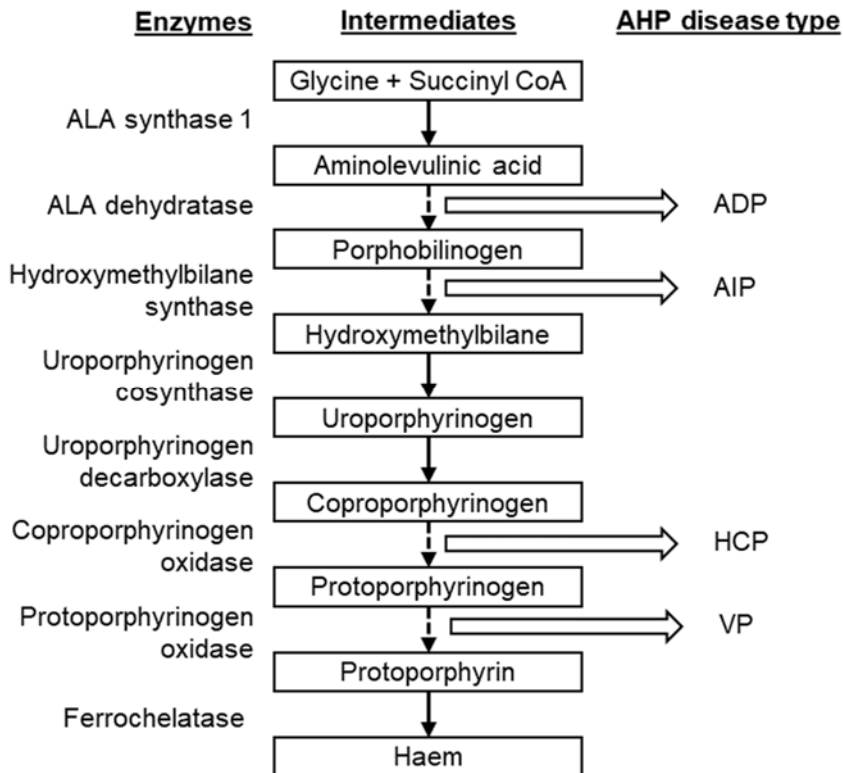 Enzymes Intermediates AHP disease type
Glycine + Succinyl CoA
ALA synthase 1
Aminolevulinic acid
ALA dehydratase ADP
Porphobilinogen
Hydroxymethylbilane
synthase
AIP
Hydroxymethylbilane
Uroporphyrinogen
cosynthase
Uroporphyrinogen
Uroporphyrinogen
decarboxylase
Coproporphyrinogen
Coproporphyrinogen
oxidase
HCP
Protoporphyrinogen
Protoporphyrinogen
oxidase
VP
Protoporphyrin
Ferrochelatase
Haem